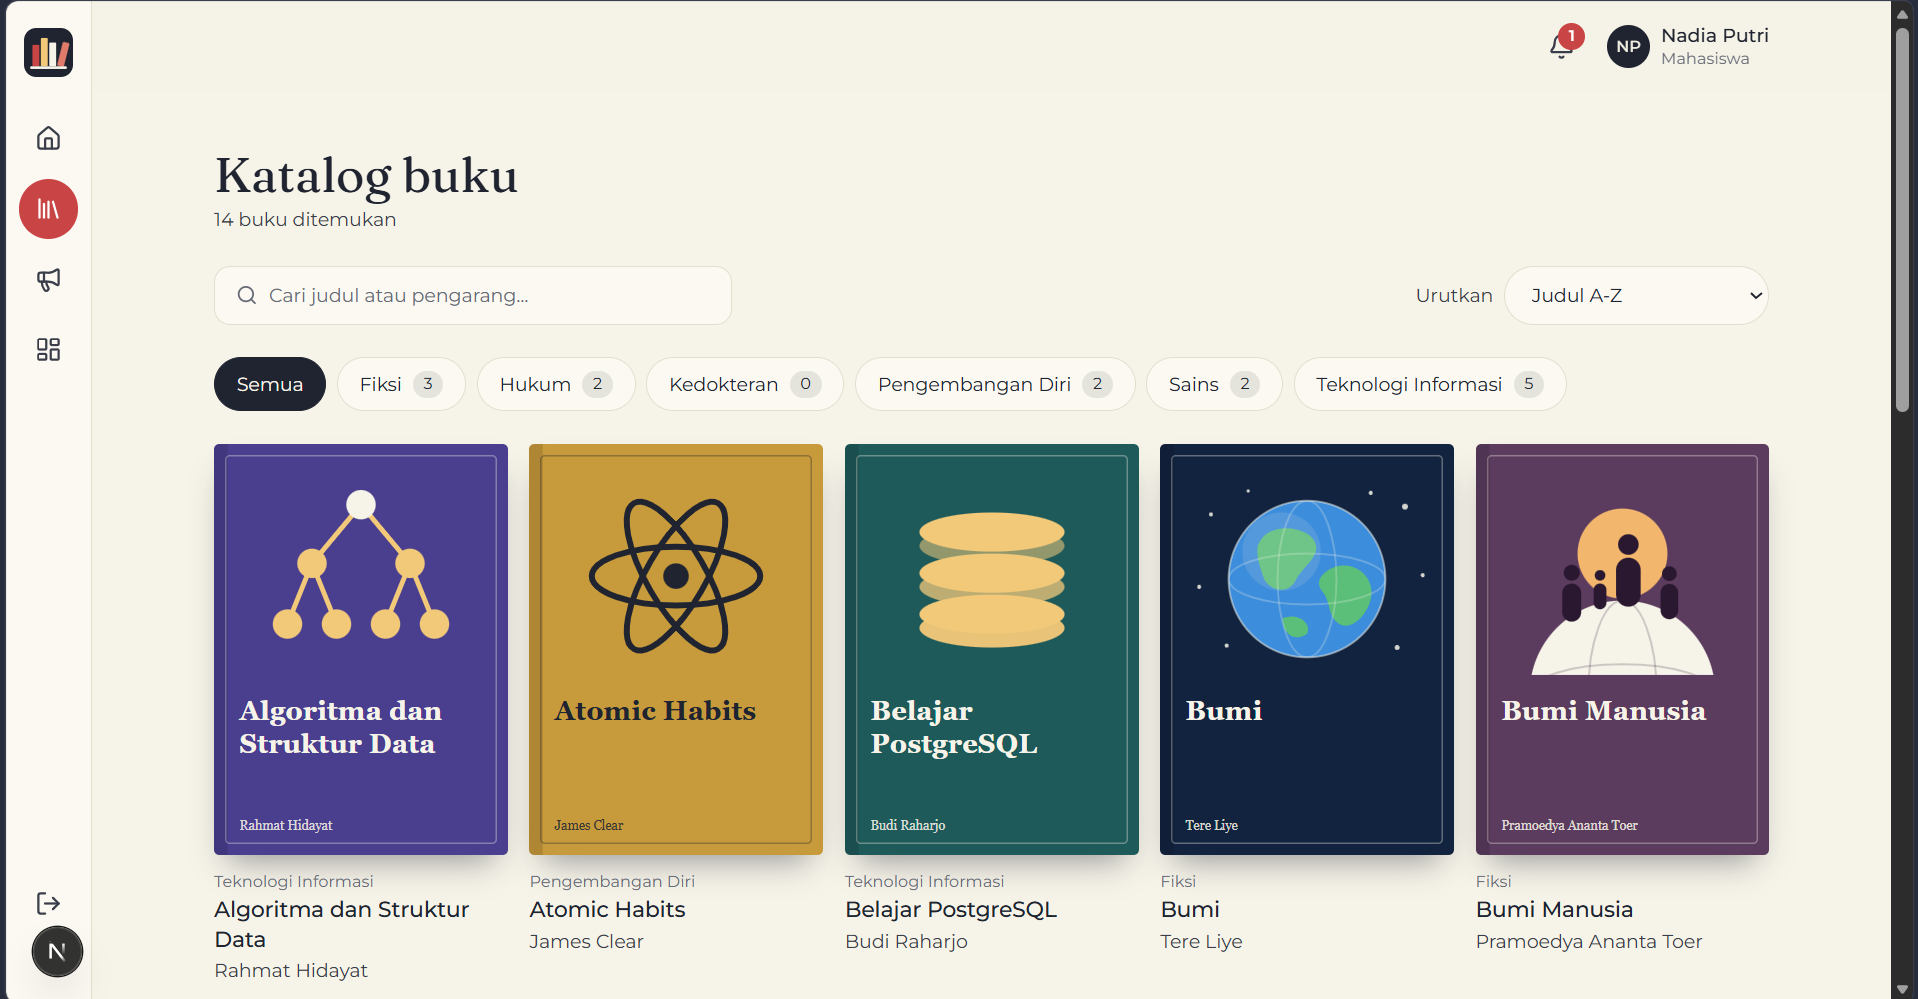 1
NP
Nadia Putri
Mahasiswa
Katalog buku
14 buku ditemukan
Cari judul atau pengarang...
Urutkan
Judul A-Z
Semua
Fiksi 3
Hukum 2
Kedokteran 0
Pengembangan Diri 2
Sains 2
Teknologi Informasi 5
Algoritma dan
Struktur Data
Rahmat Hidayat
Teknologi Informasi
Algoritma dan Struktur
Data
Rahmat Hidayat
Atomic Habits
James Clear
Pengembangan Diri
Atomic Habits
James Clear
Belajar
PostgreSQL
Budi Raharjo
Teknologi Informasi
Belajar PostgreSQL
Budi Raharjo
Bumi
Tere Liye
Fiksi
Bumi
Tere Liye
Bumi Manusia
Pramoedya Ananta Toer
Fiksi
Bumi Manusia
Pramoedya Ananta Toer
N